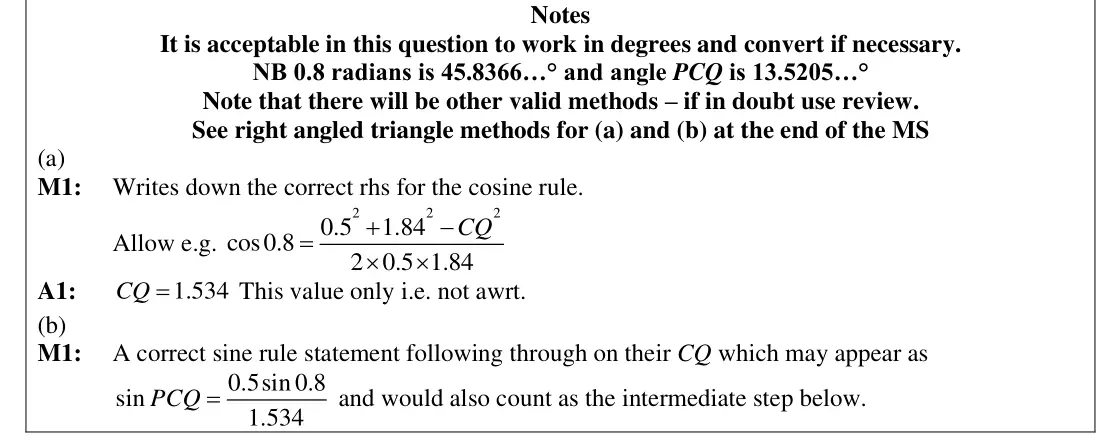 Notes
It is acceptable in this question to work in degrees and convert if necessary.
NB 0.8 radians is 45.8366…° and angle PCQ is 13.5205…°
Note that there will be other valid methods – if in doubt use review.
See right angled triangle methods for (a) and (b) at the end of the MS
(a)
M1: Writes down the correct rhs for the cosine rule.
Allow e.g. cos 0.8 = (0.5² + 1.84² − CQ²) / (2×0.5×1.84)
A1: CQ = 1.534 This value only i.e. not awrt.
(b)
M1: A correct sine rule statement following through on their CQ which may appear as
sin PCQ = (0.5 sin 0.8) / 1.534 and would also count as the intermediate step below.